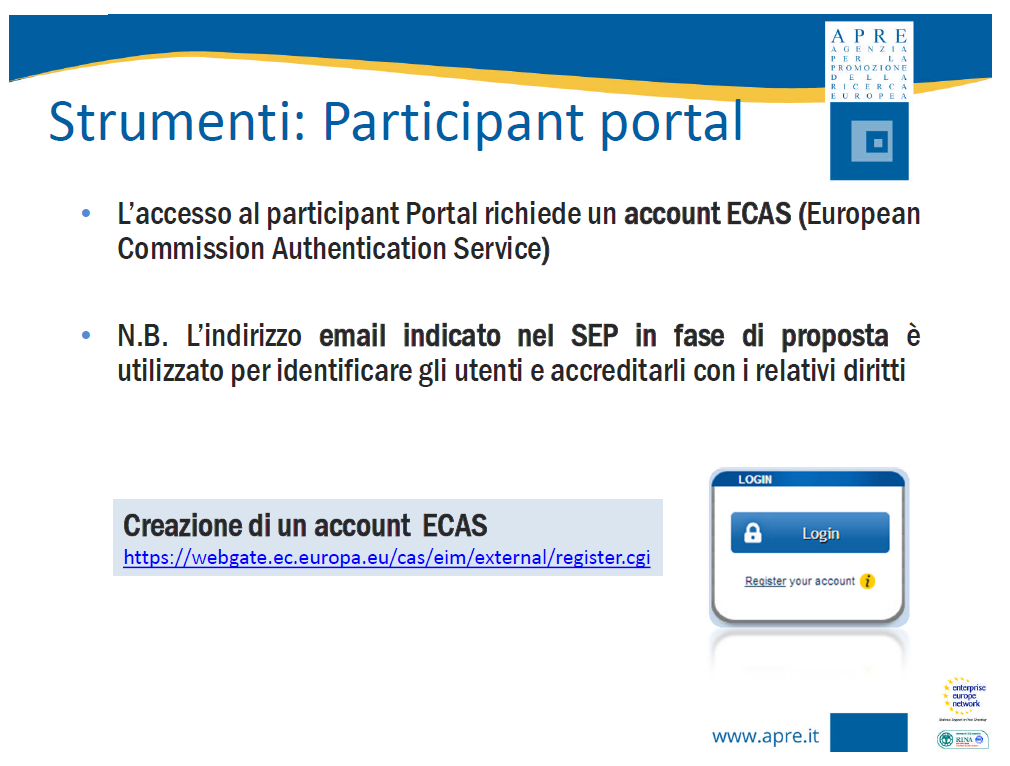 A P R E
AGENZIA
PER LA
PROMOZIONE
DELLA
RICERCA
EUROPEA
Strumenti: Participant portal
• L’accesso al participant Portal richiede un account ECAS (European
Commission Authentication Service)
• N.B. L’indirizzo email indicato nel SEP in fase di proposta è
utilizzato per identificare gli utenti e accreditarli con i relativi diritti
Creazione di un account ECAS
https://webgate.ec.europa.eu/cas/eim/external/register.cgi
LOGIN
Login
Register your account i
enterprise
europe
network
www.apre.it
RINA